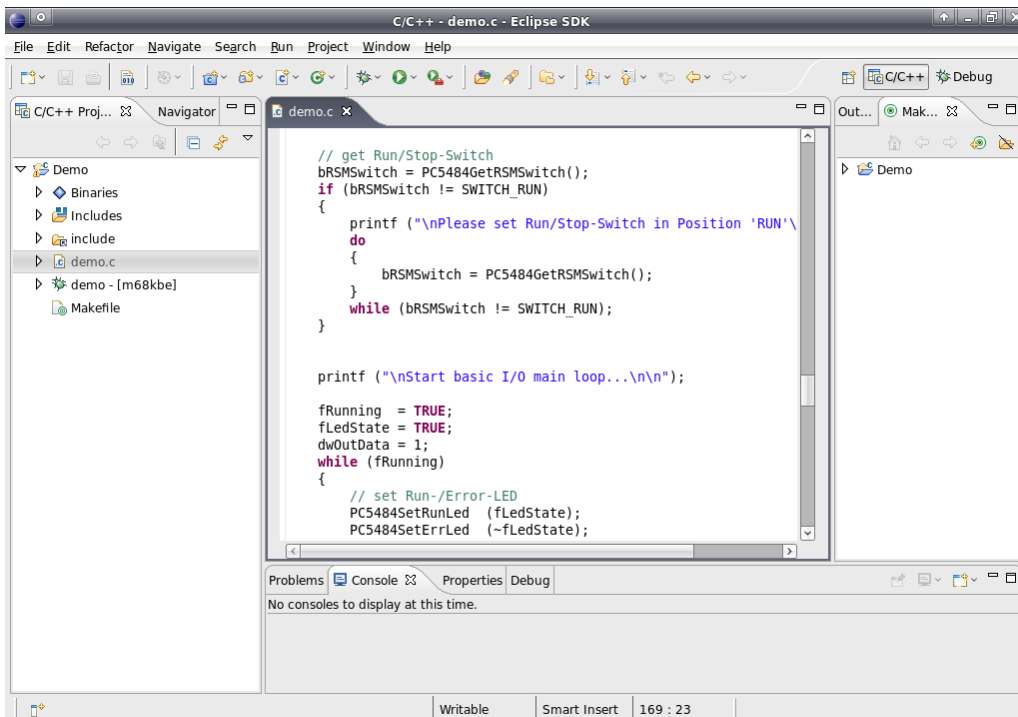 C/C++ - demo.c - Eclipse SDK
File Edit Refactor Navigate Search Run Project Window Help
010
C/C++ Debug
C/C++ Proj... Navigator
demo.c
Out... Mak...
Demo
Binaries
Includes
include
demo.c
demo - [m68kbe]
Makefile
// get Run/Stop-Switch
bRSMSwitch = PC5484GetRSMSwitch();
if (bRSMSwitch != SWITCH_RUN)
{
printf ("\nPlease set Run/Stop-Switch in Position 'RUN'\
do
{
bRSMSwitch = PC5484GetRSMSwitch();
}
while (bRSMSwitch != SWITCH_RUN);
}
printf ("\nStart basic I/O main loop...\n\n");
fRunning  = TRUE;
fLedState = TRUE;
dwOutData = 1;
while (fRunning)
{
// set Run-/Error-LED
PC5484SetRunLed  (fLedState);
PC5484SetErrLed  (~fLedState);
Demo
Problems Console Properties Debug
No consoles to display at this time.
Writable Smart Insert 169 : 23